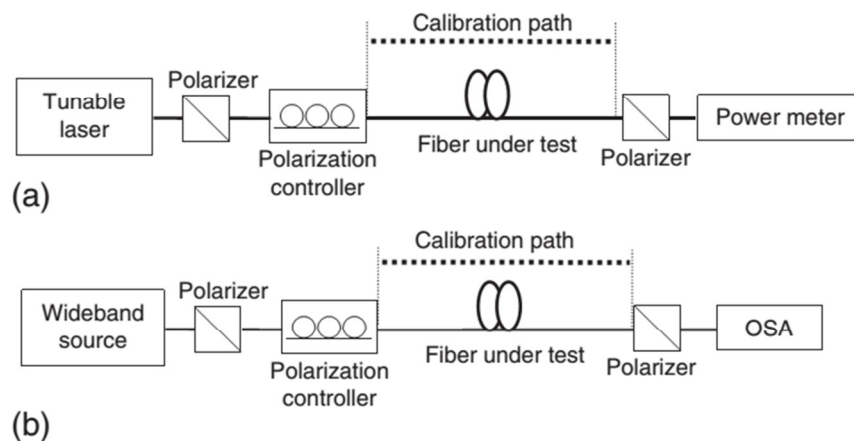 Calibration path
Polarizer
Tunable
laser
Power meter
Fiber under test
Polarizer
Polarization
controller
(a)
Calibration path
Polarizer
Wideband
source
OSA
Fiber under test
Polarizer
Polarization
controller
(b)